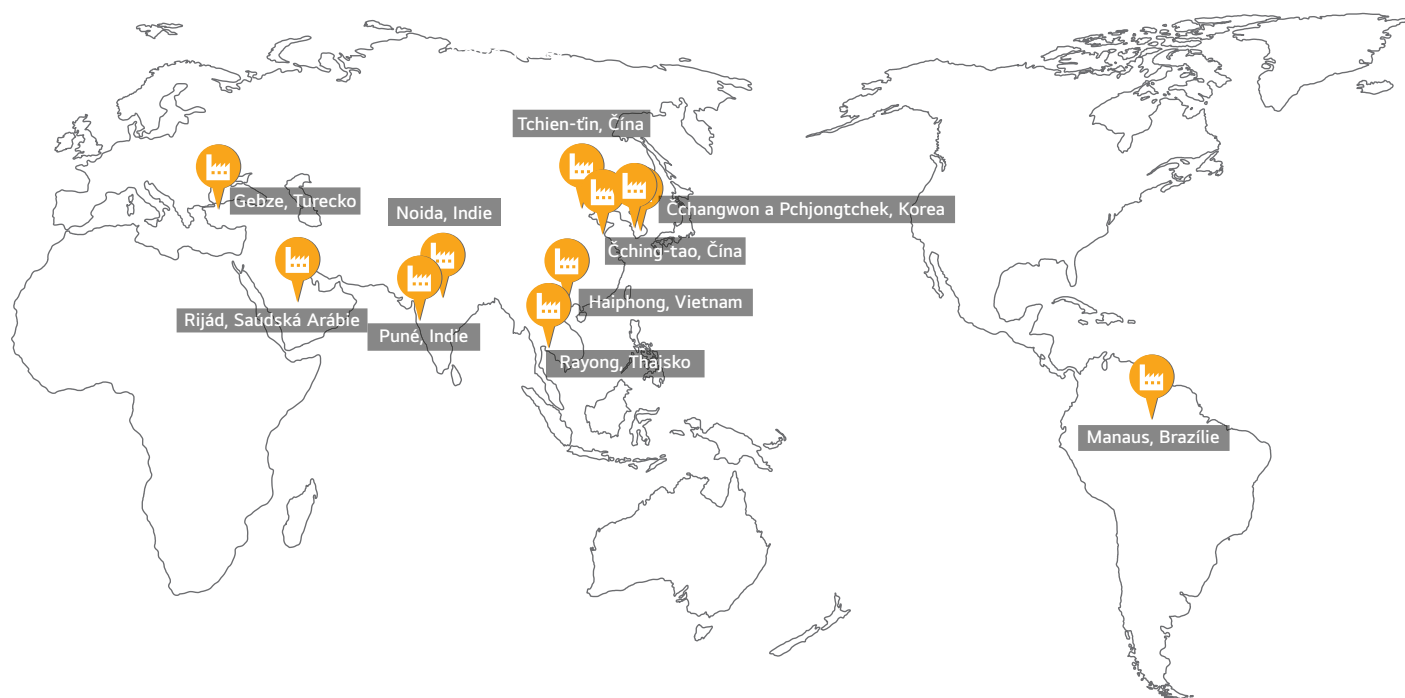 Tchien-ťin, Čína
Gebze, Turecko
Čchangwon a Pchjongtchek, Korea
Noida, Indie
Čching-tao, Čína
Haiphong, Vietnam
Rijád, Saúdská Arábie
Puné, Indie
Rayong, Thajsko
Manaus, Brazílie